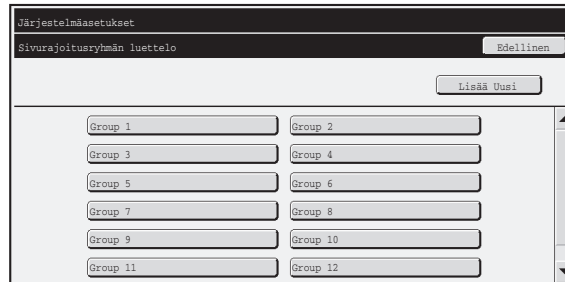 Järjestelmäasetukset
Sivurajoitusryhmän luettelo Edellinen
Lisää Uusi
Group 1 Group 2
Group 3 Group 4
Group 5 Group 6
Group 7 Group 8
Group 9 Group 10
Group 11 Group 12